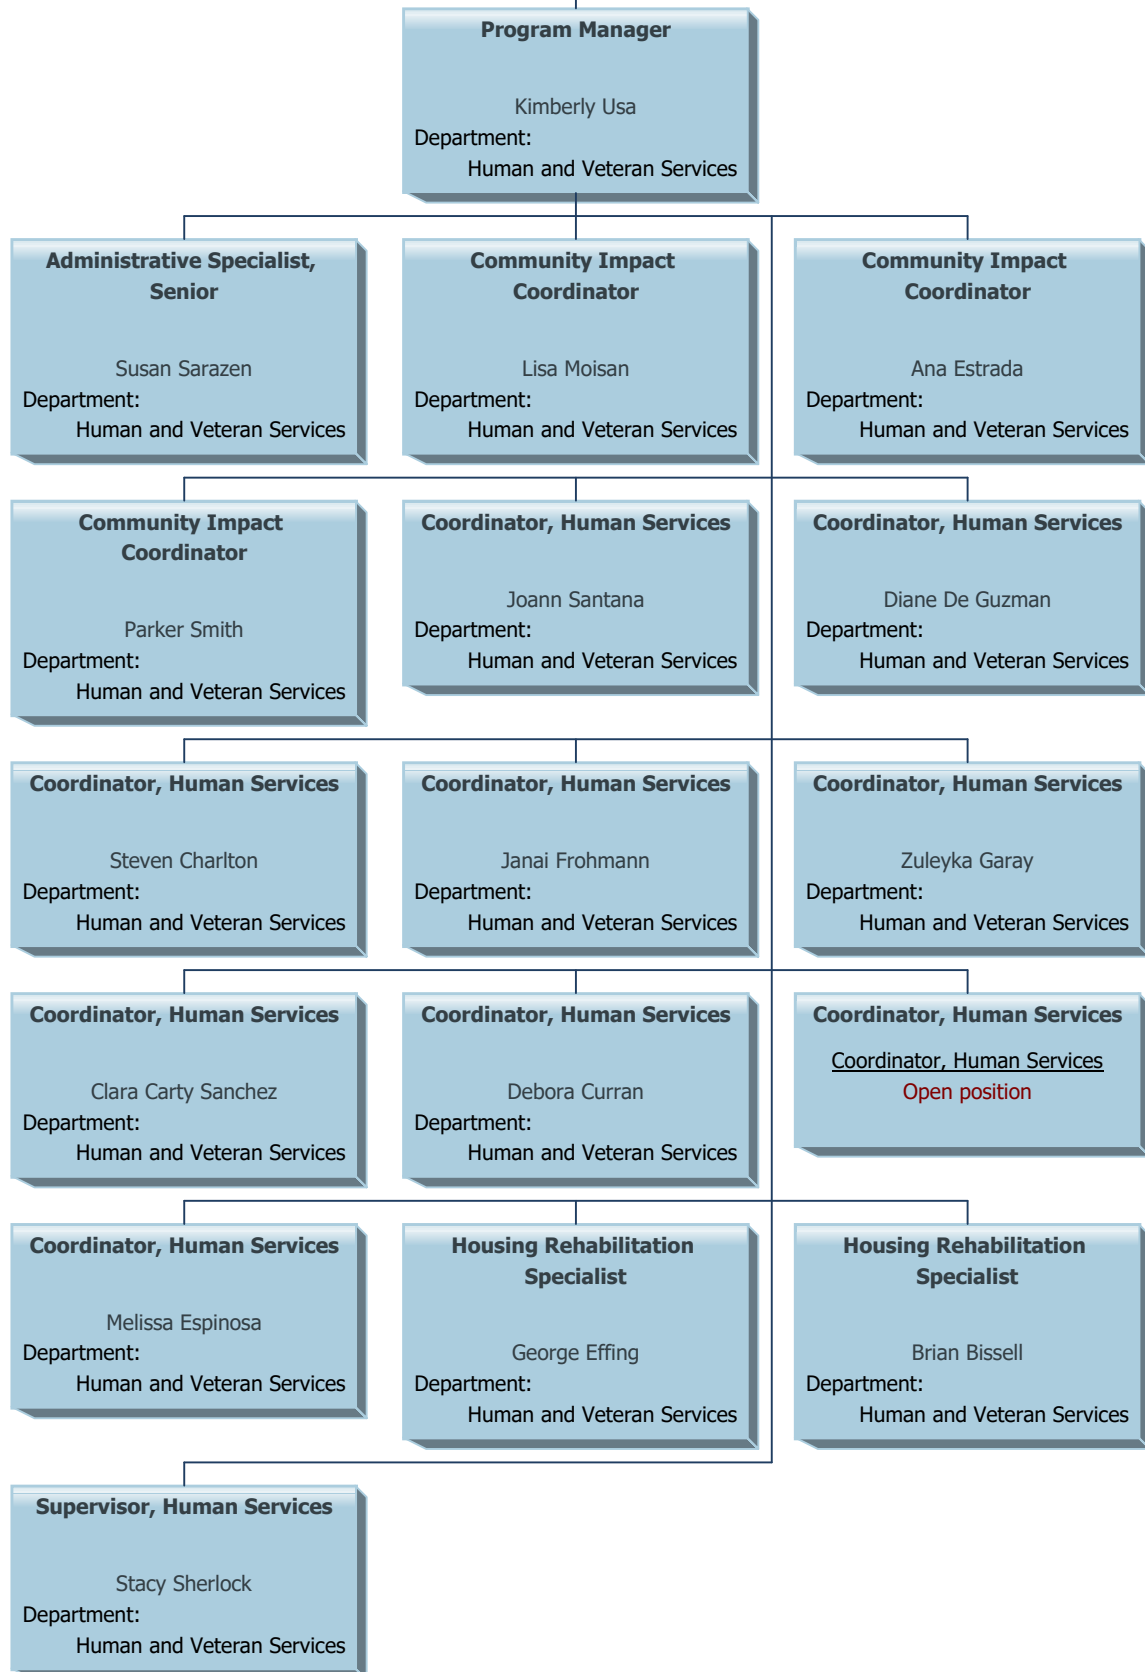 Program Manager
Kimberly Usa
Department:
Human and Veteran Services
Administrative Specialist,
Senior
Susan Sarazen
Department:
Human and Veteran Services
Community Impact
Coordinator
Lisa Moisan
Department:
Human and Veteran Services
Community Impact
Coordinator
Ana Estrada
Department:
Human and Veteran Services
Community Impact
Coordinator
Parker Smith
Department:
Human and Veteran Services
Coordinator, Human Services
Joann Santana
Department:
Human and Veteran Services
Coordinator, Human Services
Diane De Guzman
Department:
Human and Veteran Services
Coordinator, Human Services
Steven Charlton
Department:
Human and Veteran Services
Coordinator, Human Services
Janai Frohmann
Department:
Human and Veteran Services
Coordinator, Human Services
Zuleyka Garay
Department:
Human and Veteran Services
Coordinator, Human Services
Clara Carty Sanchez
Department:
Human and Veteran Services
Coordinator, Human Services
Debora Curran
Department:
Human and Veteran Services
Coordinator, Human Services
Coordinator, Human Services
Open position
Coordinator, Human Services
Melissa Espinosa
Department:
Human and Veteran Services
Housing Rehabilitation
Specialist
George Effing
Department:
Human and Veteran Services
Housing Rehabilitation
Specialist
Brian Bissell
Department:
Human and Veteran Services
Supervisor, Human Services
Stacy Sherlock
Department:
Human and Veteran Services